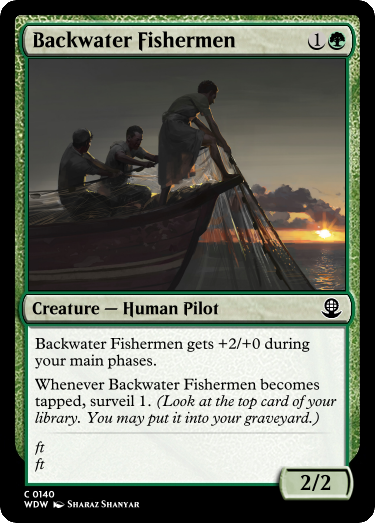 Backwater Fishermen 1
Creature — Human Pilot
Backwater Fishermen gets +2/+0 during
your main phases.
Whenever Backwater Fishermen becomes
tapped, surveil 1. (Look at the top card of your
library. You may put it into your graveyard.)
ft
ft
2/2
C 0140
WDW Sharaz Shanyar